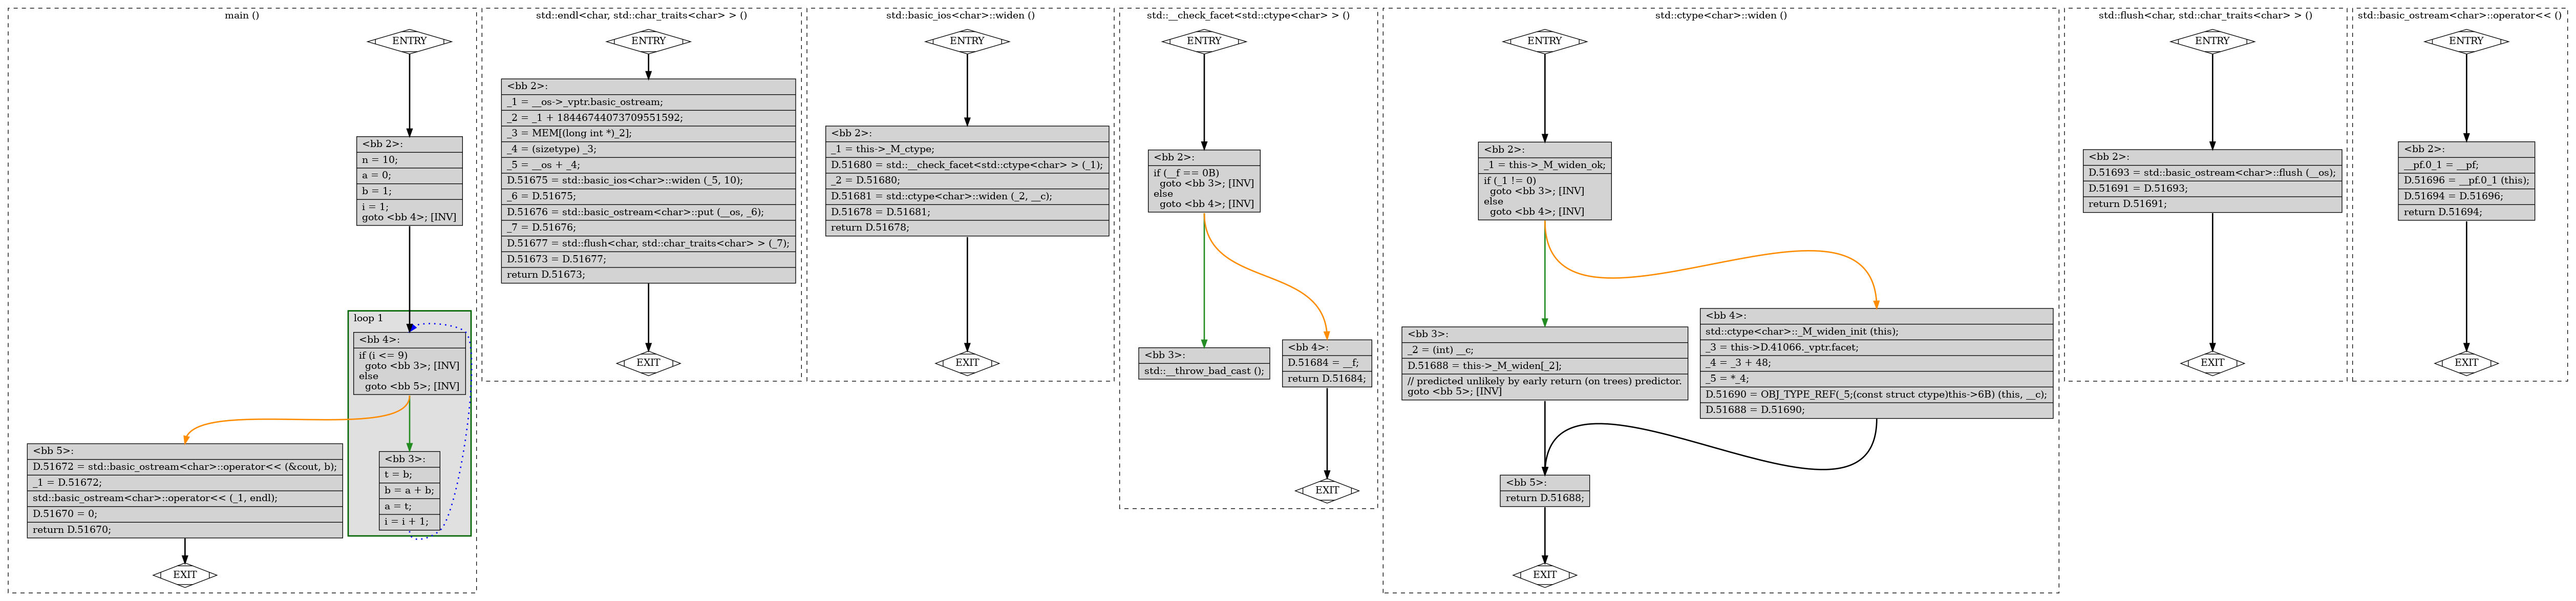 main ()
ENTRY
<bb 2>:
n = 10;
a = 0;
b = 1;
i = 1;
goto <bb 4>; [INV]
loop 1
<bb 4>:
if (i <= 9)
goto <bb 3>; [INV]
else
goto <bb 5>; [INV]
<bb 5>:
D.51672 = std::basic_ostream<char>::operator<< (&cout, b);
_1 = D.51672;
std::basic_ostream<char>::operator<< (_1, endl);
D.51670 = 0;
return D.51670;
<bb 3>:
t = b;
b = a + b;
a = t;
i = i + 1;
EXIT
std::endl<char, std::char_traits<char> > ()
ENTRY
<bb 2>:
_1 = __os->_vptr.basic_ostream;
_2 = _1 + 18446744073709551592;
_3 = MEM[(long int *)_2];
_4 = (sizetype) _3;
_5 = __os + _4;
D.51675 = std::basic_ios<char>::widen (_5, 10);
_6 = D.51675;
D.51676 = std::basic_ostream<char>::put (__os, _6);
_7 = D.51676;
D.51677 = std::flush<char, std::char_traits<char> > (_7);
D.51673 = D.51677;
return D.51673;
EXIT
std::basic_ios<char>::widen ()
ENTRY
<bb 2>:
_1 = this->_M_ctype;
D.51680 = std::__check_facet<std::ctype<char> > (_1);
_2 = D.51680;
D.51681 = std::ctype<char>::widen (_2, __c);
D.51678 = D.51681;
return D.51678;
EXIT
std::__check_facet<std::ctype<char> > ()
ENTRY
<bb 2>:
if (__f == 0B)
goto <bb 3>; [INV]
else
goto <bb 4>; [INV]
<bb 3>:
std::__throw_bad_cast ();
<bb 4>:
D.51684 = __f;
return D.51684;
EXIT
std::ctype<char>::widen ()
ENTRY
<bb 2>:
_1 = this->_M_widen_ok;
if (_1 != 0)
goto <bb 3>; [INV]
else
goto <bb 4>; [INV]
<bb 3>:
_2 = (int) __c;
D.51688 = this->_M_widen[_2];
// predicted unlikely by early return (on trees) predictor.
goto <bb 5>; [INV]
<bb 4>:
std::ctype<char>::_M_widen_init (this);
_3 = this->D.41066._vptr.facet;
_4 = _3 + 48;
_5 = *_4;
D.51690 = OBJ_TYPE_REF(_5;(const struct ctype)this->6B) (this, __c);
D.51688 = D.51690;
<bb 5>:
return D.51688;
EXIT
std::flush<char, std::char_traits<char> > ()
ENTRY
<bb 2>:
D.51693 = std::basic_ostream<char>::flush (__os);
D.51691 = D.51693;
return D.51691;
EXIT
std::basic_ostream<char>::operator<< ()
ENTRY
<bb 2>:
__pf.0_1 = __pf;
D.51696 = __pf.0_1 (this);
D.51694 = D.51696;
return D.51694;
EXIT